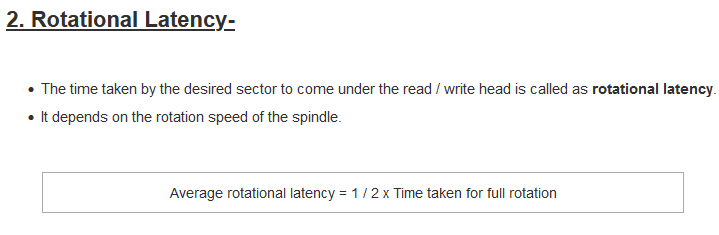 2. Rotational Latency-
• The time taken by the desired sector to come under the read / write head is called as rotational latency.
• It depends on the rotation speed of the spindle.
Average rotational latency = 1 / 2 x Time taken for full rotation